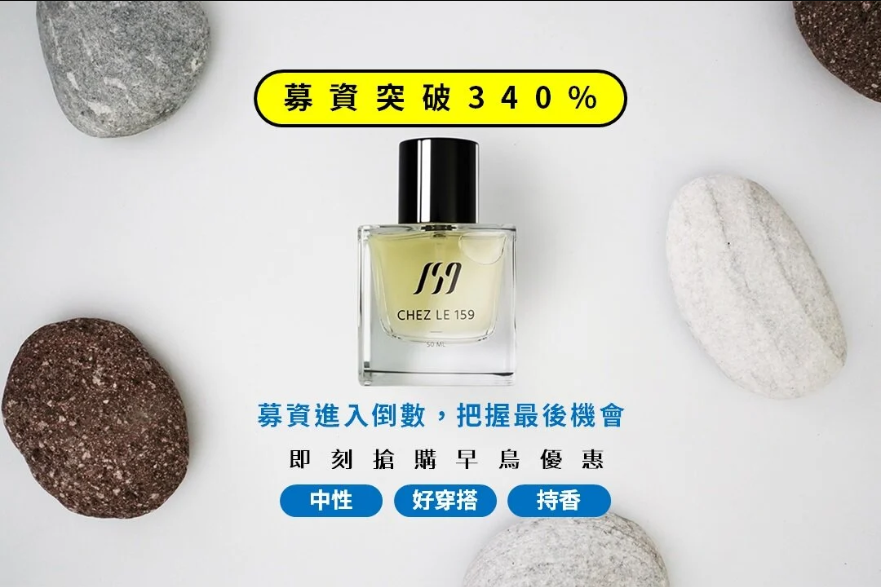 募資突破340%
159
CHEZ LE 159
50 ML
募資進入倒數，把握最後機會
即刻搶購早鳥優惠
中性 好穿搭 持香